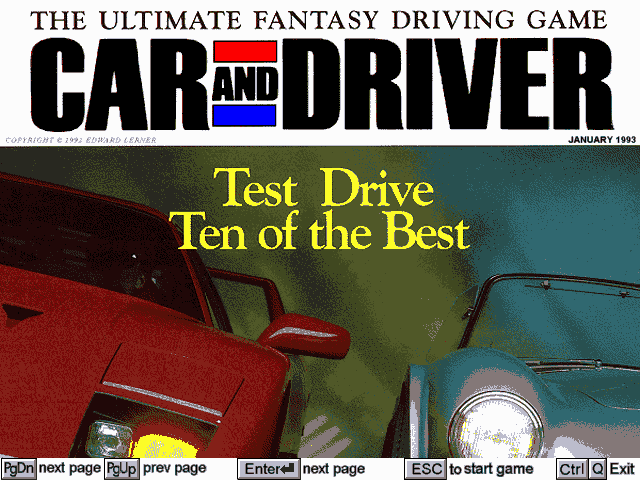 THE ULTIMATE FANTASY DRIVING GAME
CAR AND DRIVER
COPYRIGHT © 1992 EDWARD LERNER
JANUARY 1993
Test Drive
Ten of the Best
PgDn next page PgUp prev page Enter↵ next page ESC to start game Ctrl Q Exit